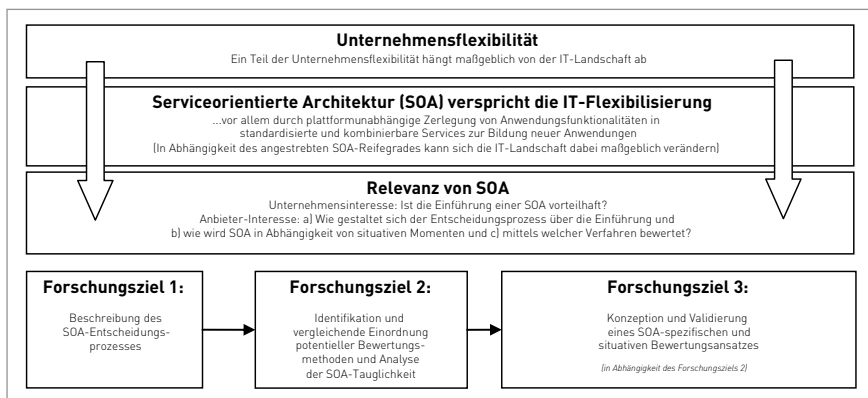 Unternehmensflexibilität
Ein Teil der Unternehmensflexibilität hängt maßgeblich von der IT-Landschaft ab
Serviceorientierte Architektur (SOA) verspricht die IT-Flexibilisierung
...vor allem durch plattformunabhängige Zerlegung von Anwendungsfunktionalitäten in
standardisierte und kombinierbare Services zur Bildung neuer Anwendungen
(In Abhängigkeit des angestrebten SOA-Reifegrades kann sich die IT-Landschaft dabei maßgeblich verändern)
Relevanz von SOA
Unternehmensinteresse: Ist die Einführung einer SOA vorteilhaft?
Anbieter-Interesse: a) Wie gestaltet sich der Entscheidungsprozess über die Einführung und
b) wie wird SOA in Abhängigkeit von situativen Momenten und c) mittels welcher Verfahren bewertet?
Forschungsziel 1:
Beschreibung des
SOA-Entscheidungs-
prozesses
Forschungsziel 2:
Identifikation und
vergleichende Einordnung
potentieller Bewertungs-
methoden und Analyse
der SOA-Tauglichkeit
Forschungsziel 3:
Konzeption und Validierung
eines SOA-spezifischen und
situativen Bewertungsansatzes
(in Abhängigkeit des Forschungsziels 2)